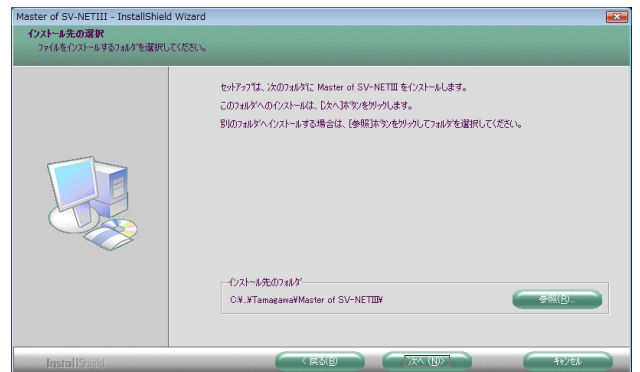 Master of SV-NETIII - InstallShield Wizard
インストール先の選択
ファイルをインストールするフォルダを選択してください。
セットアップは、次のフォルダに Master of SV-NETⅢ をインストールします。
このフォルダへのインストールは、[次へ]ボタンをクリックします。
別のフォルダへインストールする場合は、[参照]ボタンをクリックしてフォルダを選択してください。
インストール先のフォルダ
C:¥...¥Tamagawa¥Master of SV-NETⅢ¥
参照(R)...
InstallShield
< 戻る(B)
次へ(N)>
キャンセル